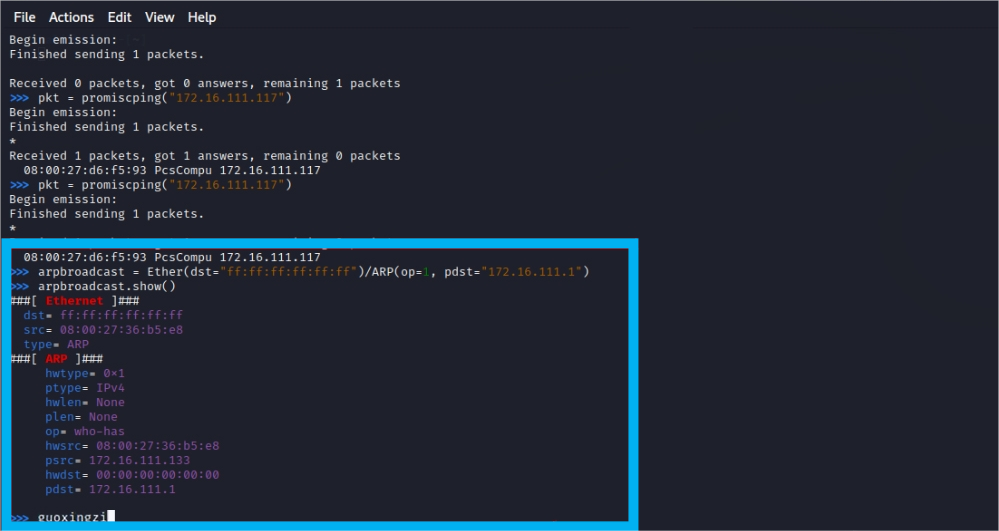 File Actions Edit View Help
Begin emission:
Finished sending 1 packets.
Received 0 packets, got 0 answers, remaining 1 packets
>>> pkt = promiscping("172.16.111.117")
Begin emission:
Finished sending 1 packets.
*
Received 1 packets, got 1 answers, remaining 0 packets
08:00:27:d6:f5:93 PcsCompu 172.16.111.117
>>> pkt = promiscping("172.16.111.117")
Begin emission:
Finished sending 1 packets.
*
08:00:27:d6:f5:93 PcsCompu 172.16.111.117
>>> arpbroadcast = Ether(dst="ff:ff:ff:ff:ff:ff")/ARP(op=1, pdst="172.16.111.1")
>>> arpbroadcast.show()
###[ Ethernet ]###
dst= ff:ff:ff:ff:ff:ff
src= 08:00:27:36:b5:e8
type= ARP
###[ ARP ]###
hwtype= 0×1
ptype= IPv4
hwlen= None
plen= None
op= who-has
hwsrc= 08:00:27:36:b5:e8
psrc= 172.16.111.133
hwdst= 00:00:00:00:00:00
pdst= 172.16.111.1
>>> guoxingzi